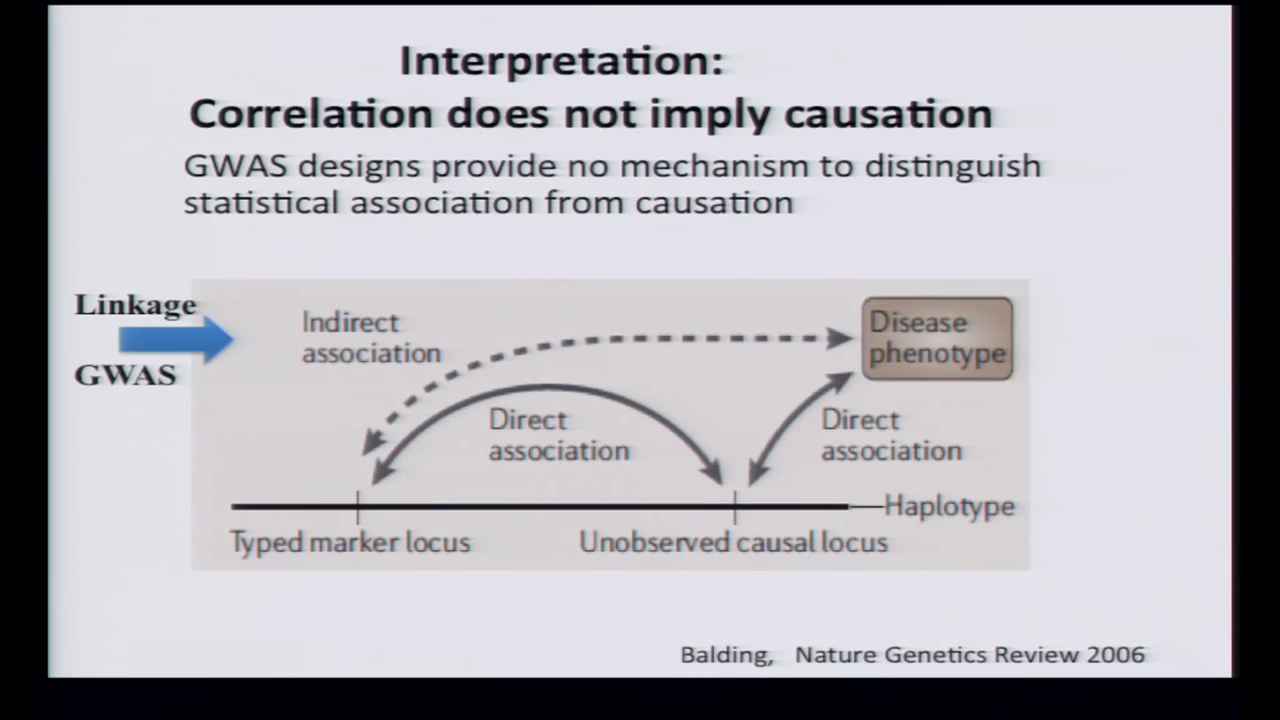 Interpretation:
Correlation does not imply causation
GWAS designs provide no mechanism to distinguish
statistical association from causation
Linkage
GWAS
Indirect
association
Disease
phenotype
Direct
association
Direct
association
Haplotype
Typed marker locus
Unobserved causal locus
Balding, Nature Genetics Review 2006